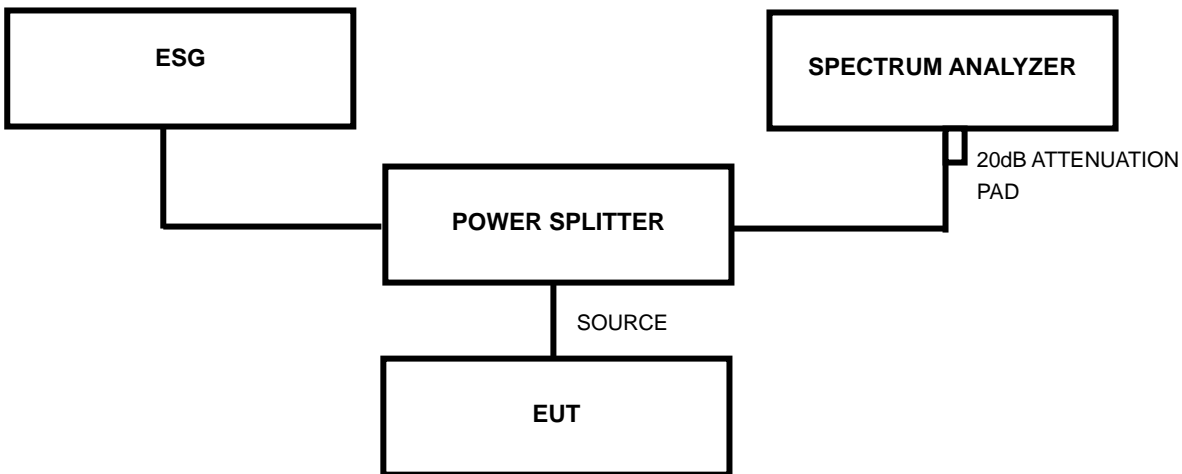 ESG
SPECTRUM ANALYZER
20dB ATTENUATION
PAD
POWER SPLITTER
SOURCE
EUT